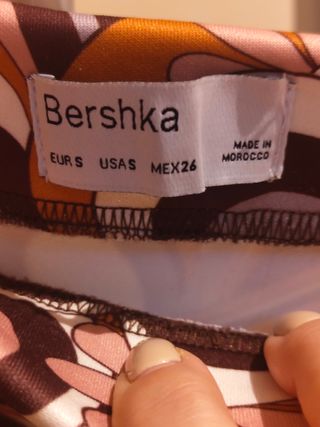 Bershka
EUR S USA S MEX 26
MADE IN
MOROCCO